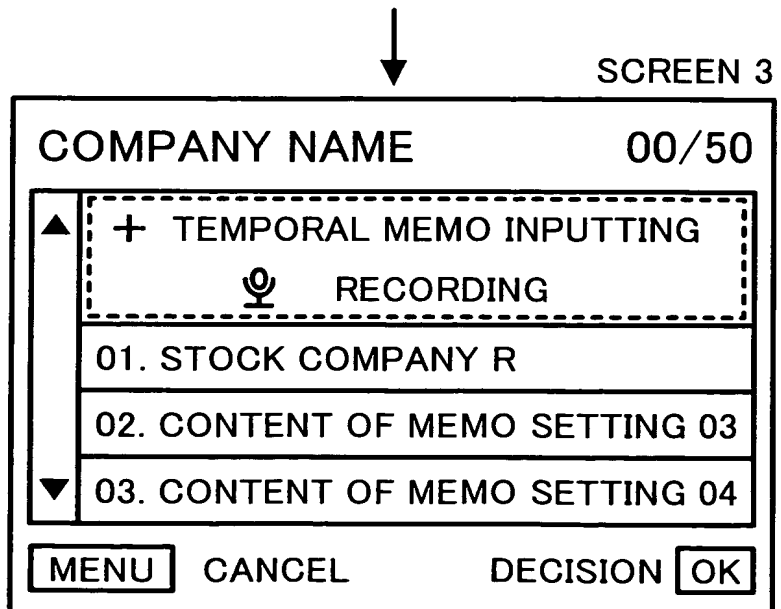 SCREEN 3
COMPANY NAME 00/50
+ TEMPORAL MEMO INPUTTING
RECORDING
01. STOCK COMPANY R
02. CONTENT OF MEMO SETTING 03
03. CONTENT OF MEMO SETTING 04
MENU CANCEL DECISION OK